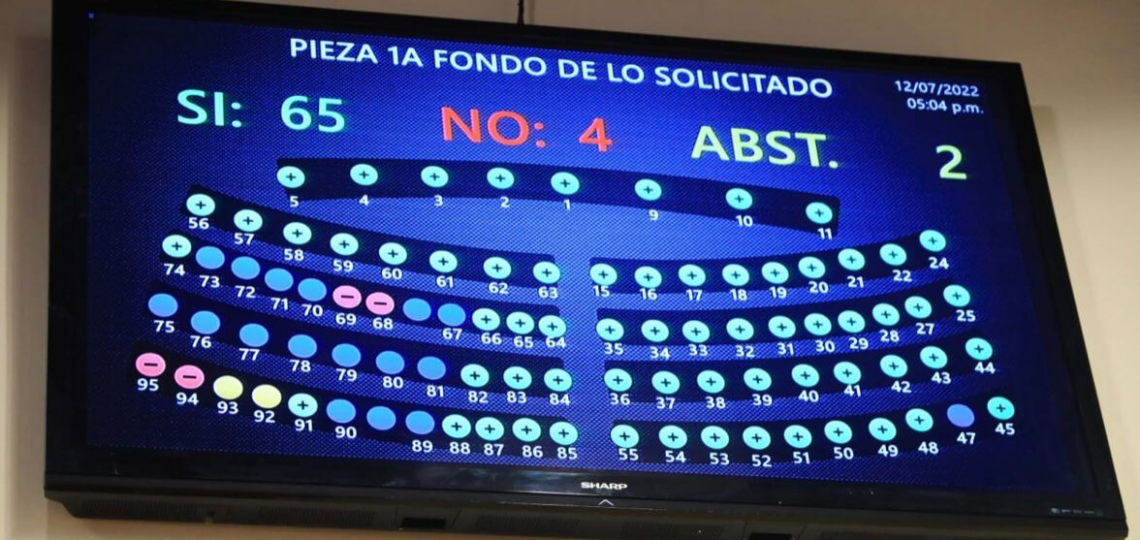 PIEZA 1A FONDO DE LO SOLICITADO
12/07/2022
05:04 p.m.
SI: 65 NO: 4 ABST. 2
5 4 3 2 1 9 10 11
56 57 58 59 60 61 62 63 15 16 17 18 19 20 21 22 24
74 73 72 71 70 69 68 67 66 65 64 35 34 33 32 31 30 29 28 27 25
75 76 77 78 79 80 81 82 83 84 36 37 38 39 40 41 42 43 44
95 94 93 92 91 90 89 88 87 86 85 55 54 53 52 51 50 49 48 47 45
SHARP